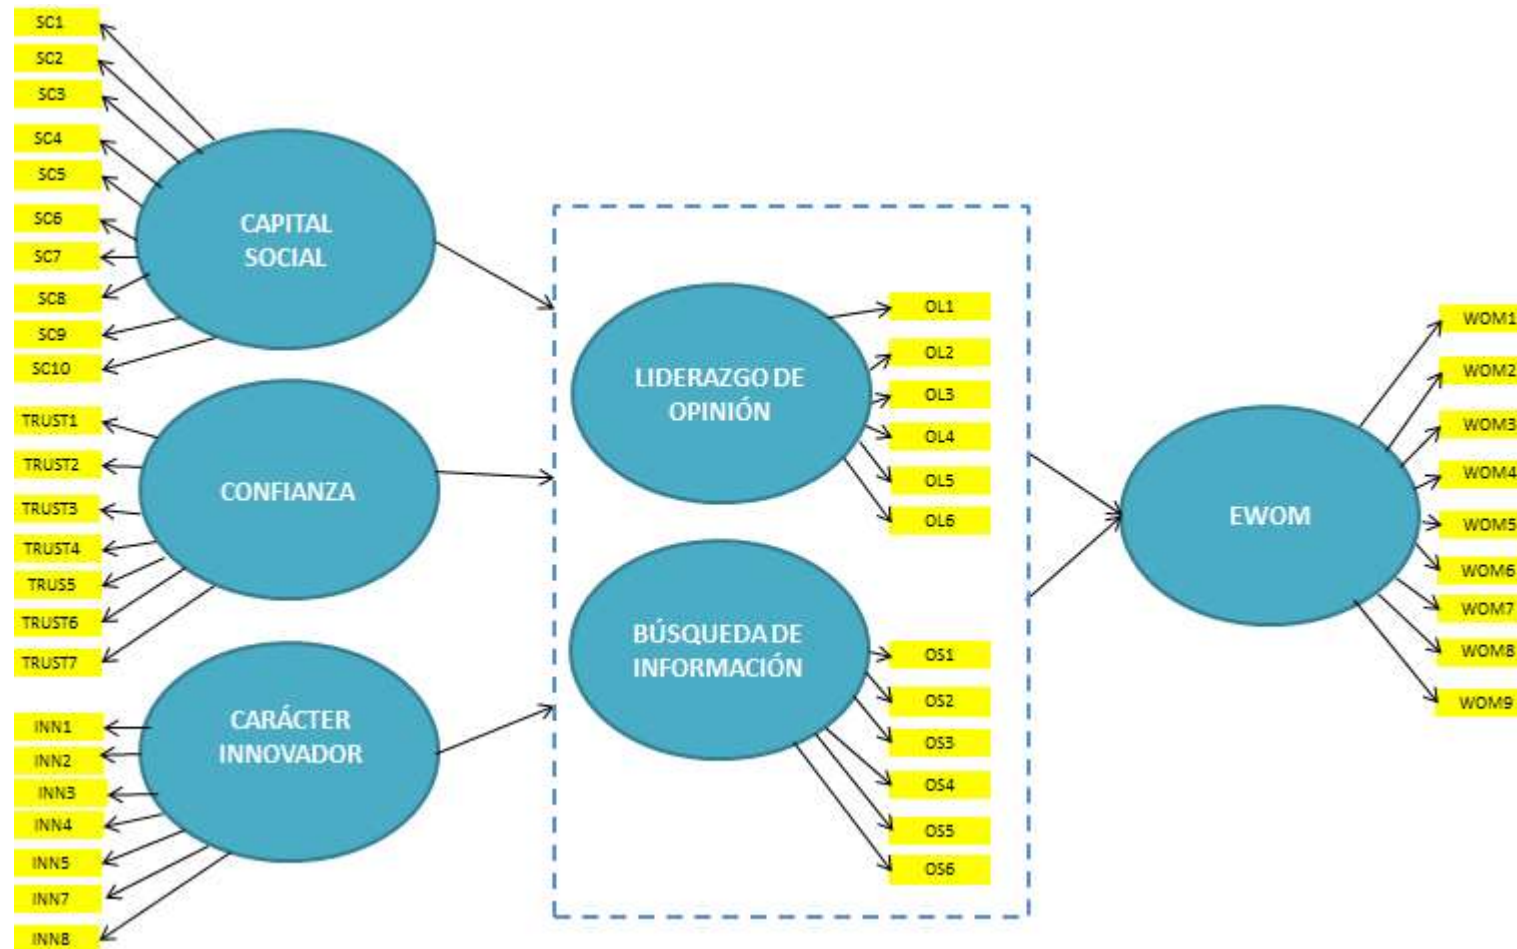 SC1
SC2
SC3
SC4
SC5
SC6
SC7
SC8
SC9
SC10
CAPITAL
SOCIAL
TRUST1
TRUST2
TRUST3
TRUST4
TRUS5
TRUST6
TRUST7
CONFIANZA
INN1
INN2
INN3
INN4
INN5
INN7
INN8
CARÁCTER
INNOVADOR
LIDERAZGO DE
OPINIÓN
OL1
OL2
OL3
OL4
OL5
OL6
BÚSQUEDA DE
INFORMACIÓN
OS1
OS2
OS3
OS4
OS5
OS6
EWOM
WOM1
WOM2
WOM3
WOM4
WOM5
WOM6
WOM7
WOM8
WOM9